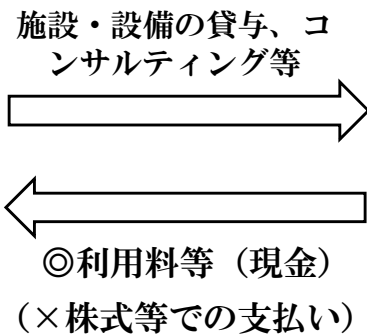 施設・設備の貸与、コ
ンサルティング等
◎利用料等（現金）
（×株式等での支払い）